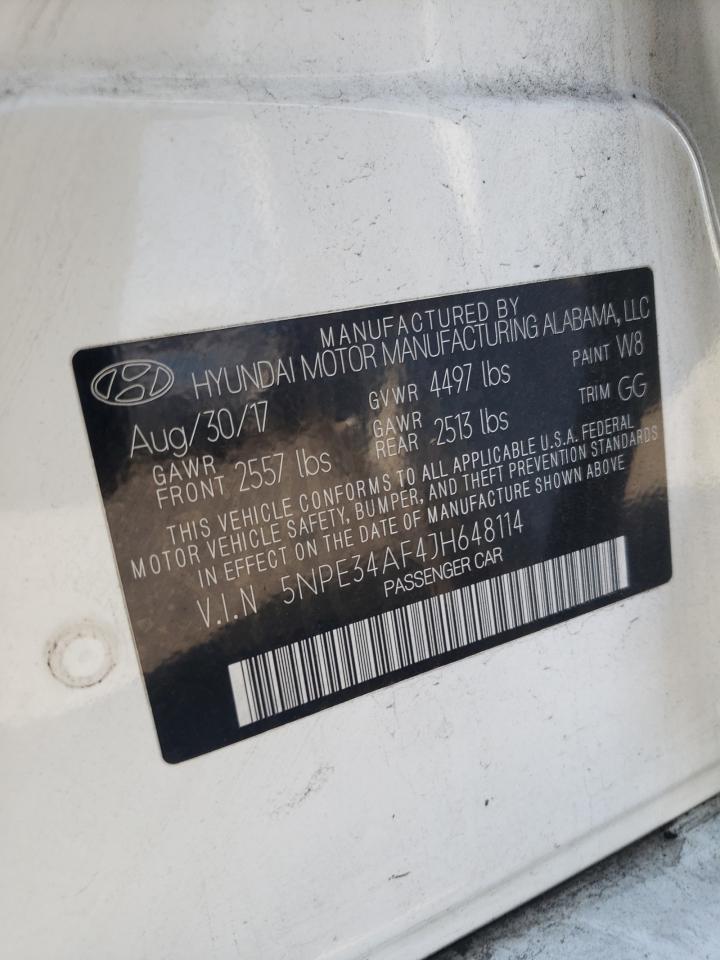 MANUFACTURED BY
HYUNDAI MOTOR MANUFACTURING ALABAMA, LLC
Aug/30/17 GVWR 4497 lbs PAINT W8
GAWR FRONT 2557 lbs GAWR REAR 2513 lbs TRIM GG
THIS VEHICLE CONFORMS TO ALL APPLICABLE U.S.A. FEDERAL
MOTOR VEHICLE SAFETY, BUMPER, AND THEFT PREVENTION STANDARDS
IN EFFECT ON THE DATE OF MANUFACTURE SHOWN ABOVE
V.I.N 5NPE34AF4JH648114
PASSENGER CAR